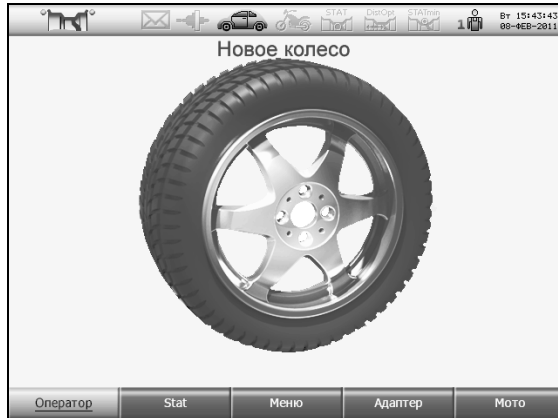 STAT DistOpt STATmin 1 Вт 15:43:43
08-ФЕВ-2011
Новое колесо
Оператор Stat Меню Адаптер Мото